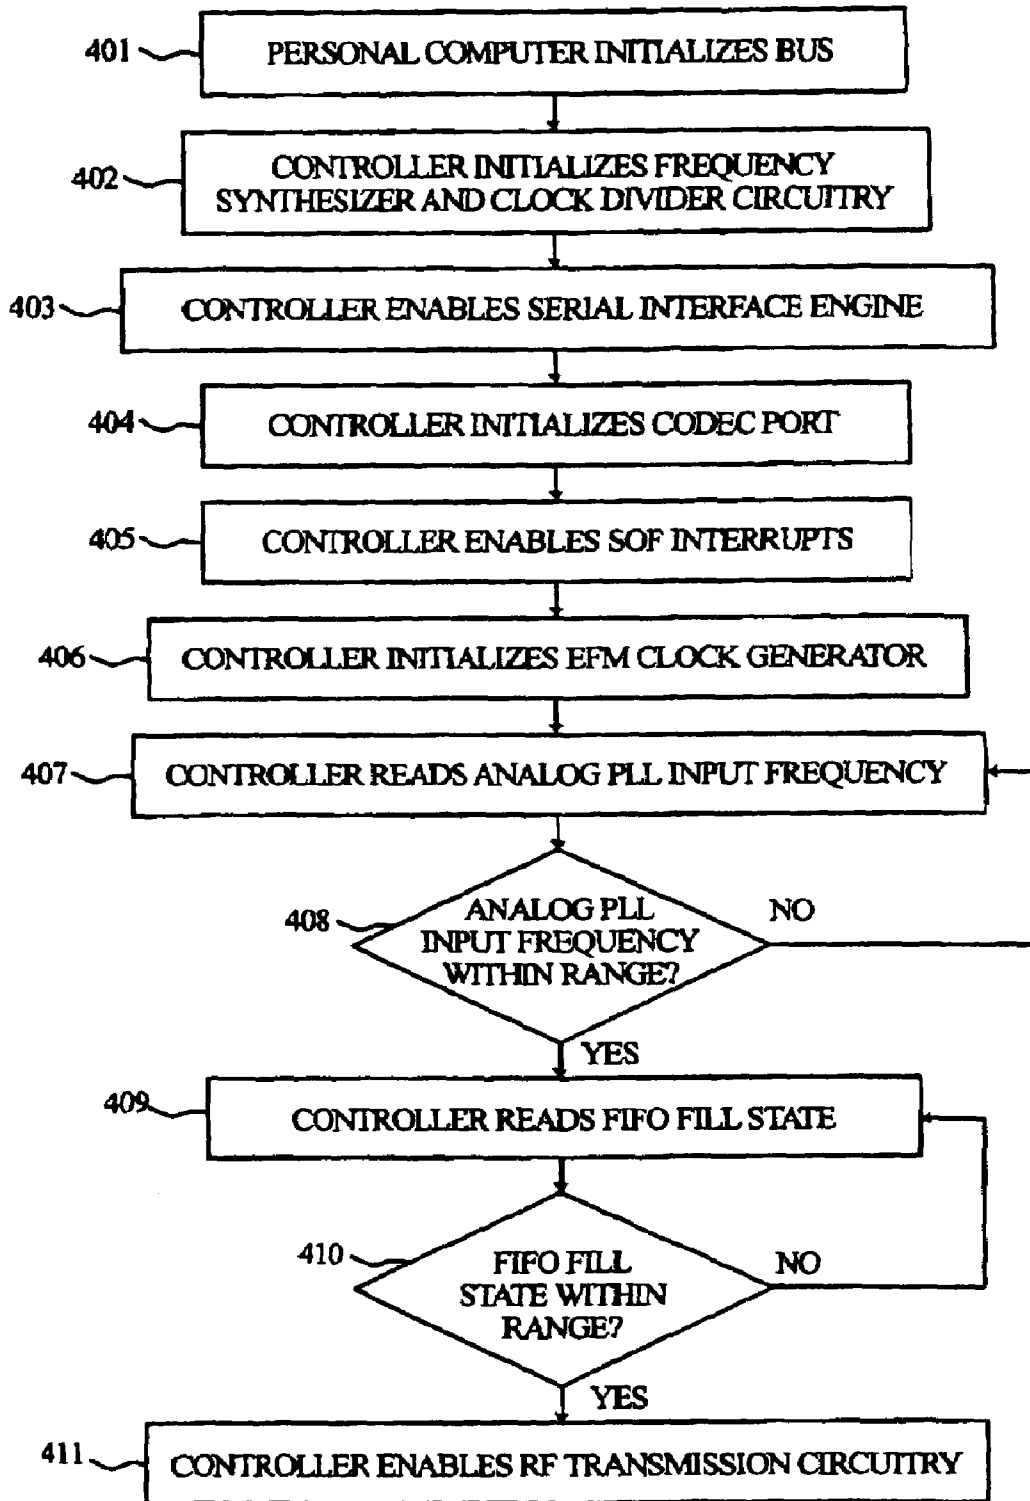 401
PERSONAL COMPUTER INITIALIZES BUS
402
CONTROLLER INITIALIZES FREQUENCY
SYNTHESIZER AND CLOCK DIVIDER CIRCUITRY
403
CONTROLLER ENABLES SERIAL INTERFACE ENGINE
404
CONTROLLER INITIALIZES CODEC PORT
405
CONTROLLER ENABLES SOF INTERRUPTS
406
CONTROLLER INITIALIZES EFM CLOCK GENERATOR
407
CONTROLLER READS ANALOG PLL INPUT FREQUENCY
408
ANALOG PLL
INPUT FREQUENCY
WITHIN RANGE?
NO
YES
409
CONTROLLER READS FIFO FILL STATE
410
FIFO FILL
STATE WITHIN
RANGE?
NO
YES
411
CONTROLLER ENABLES RF TRANSMISSION CIRCUITRY